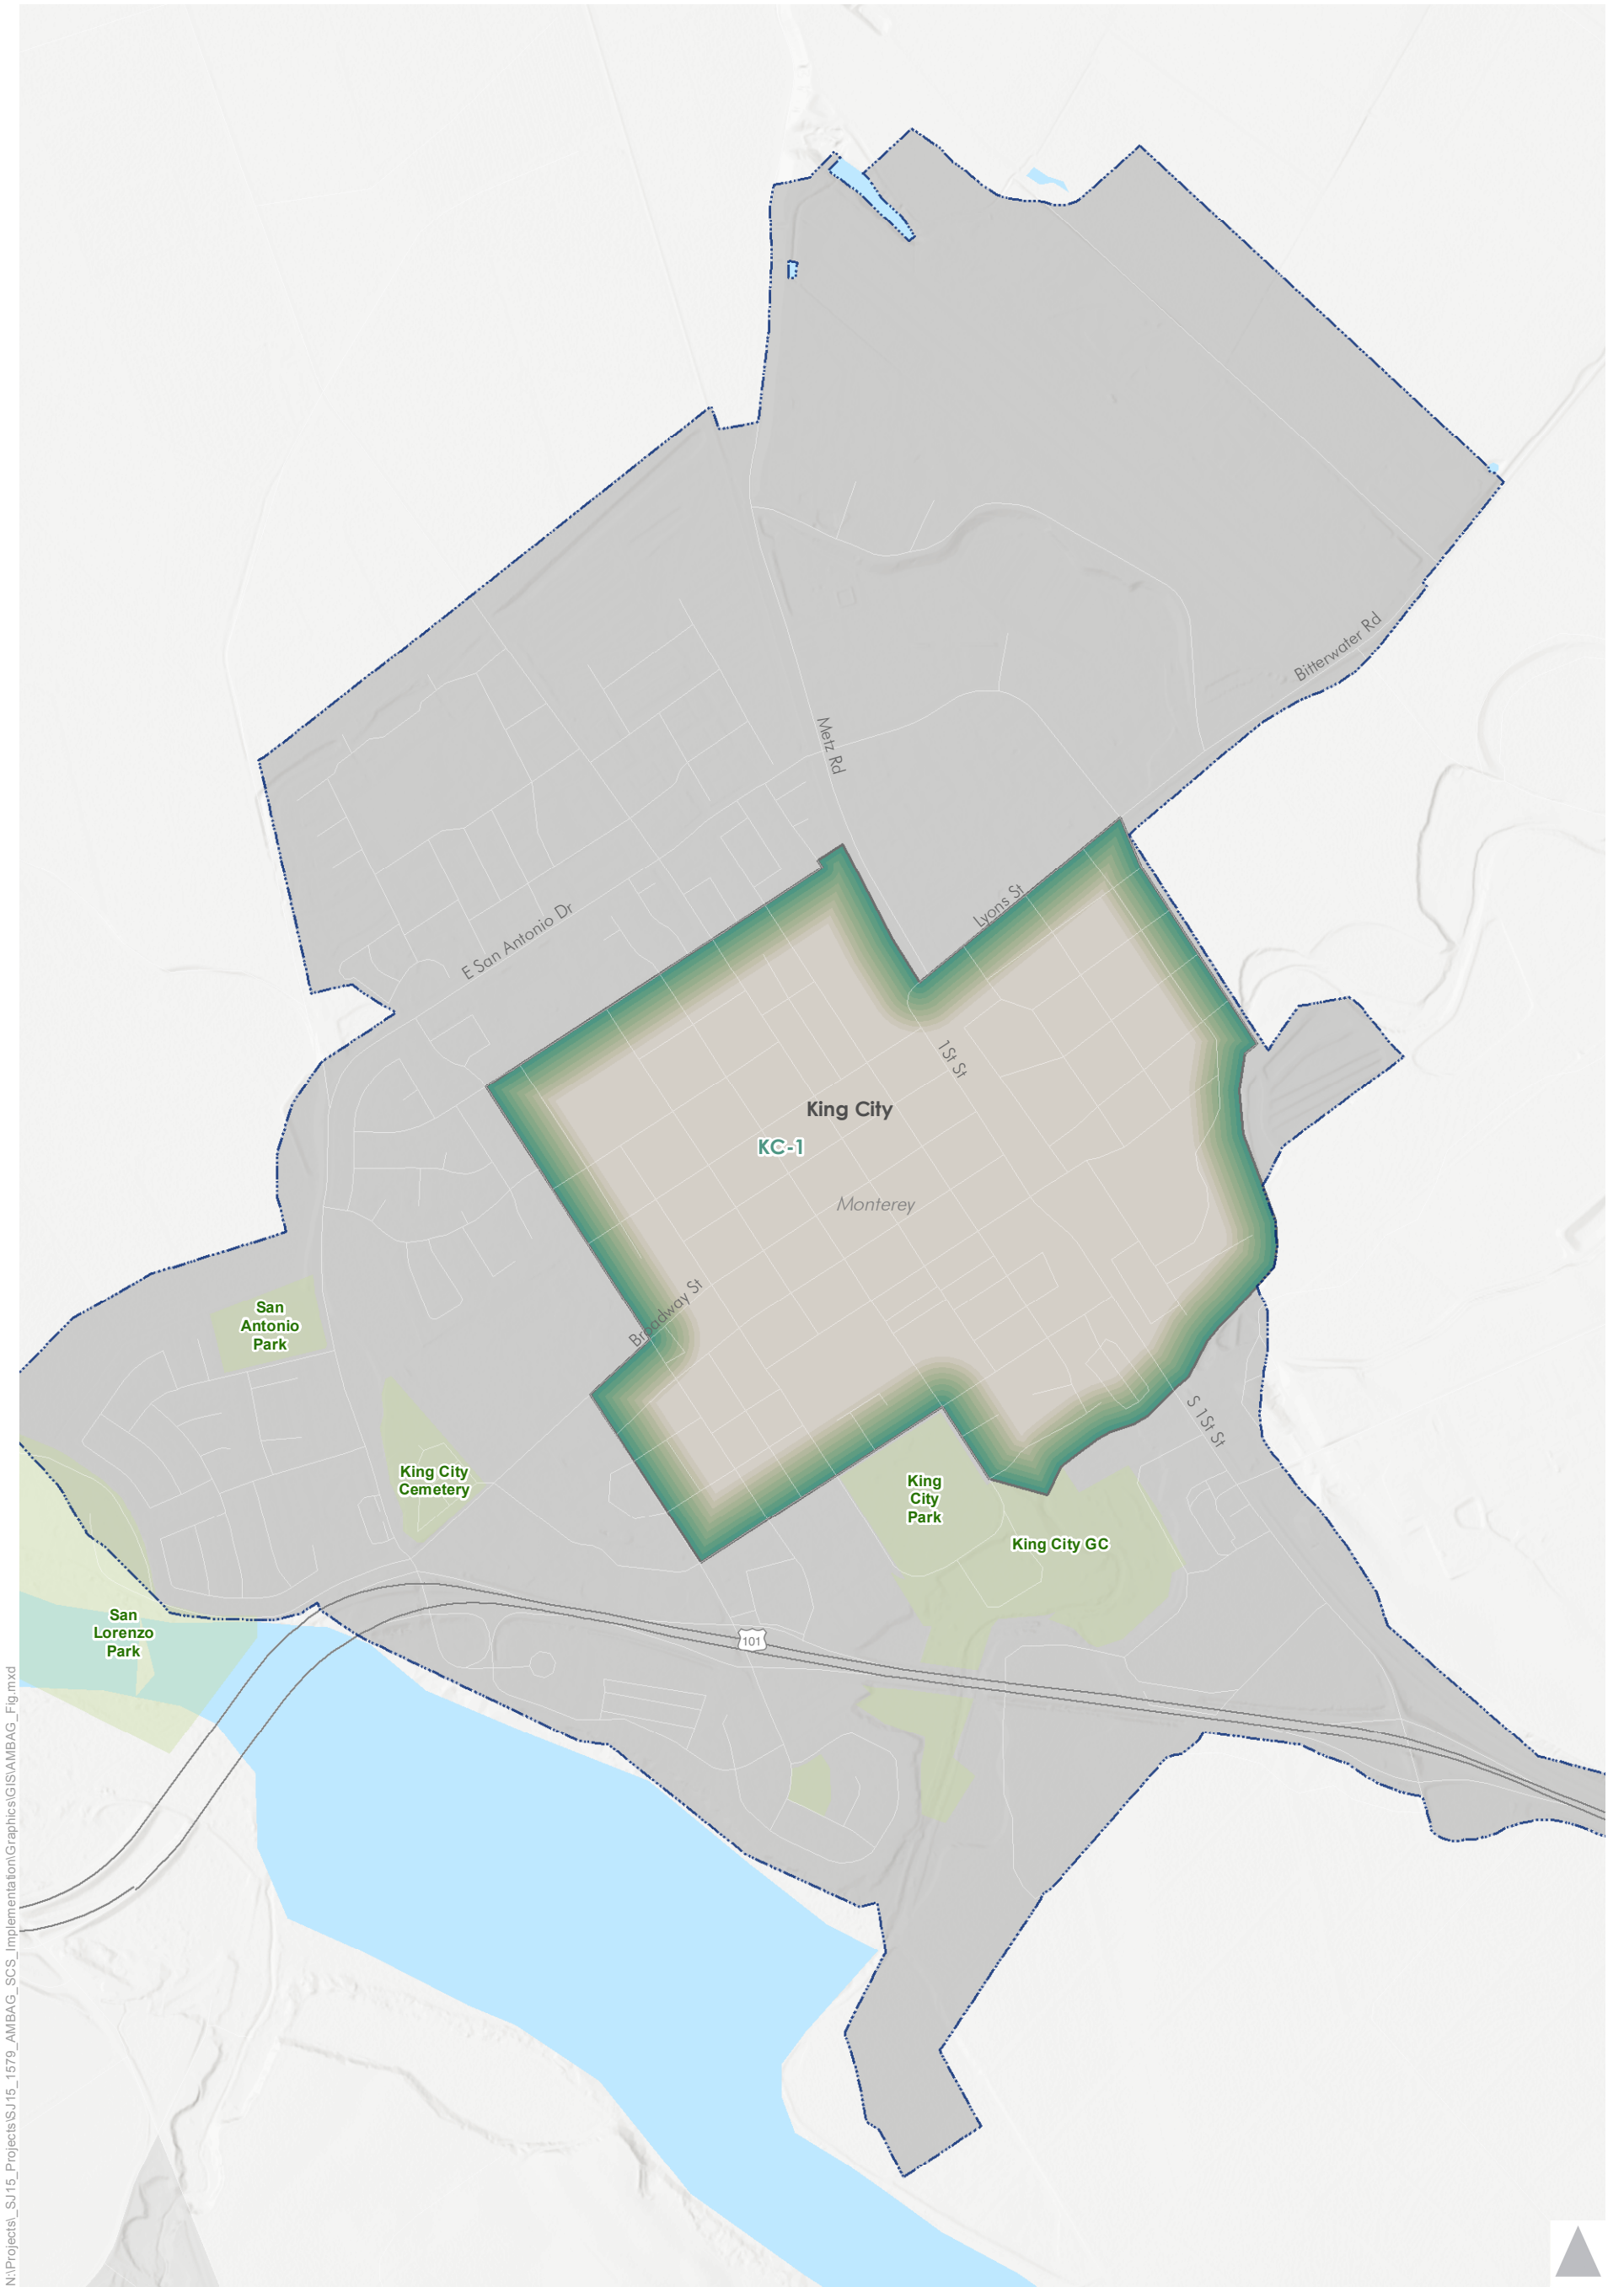 Bitterwater Rd
Metz Rd
Lyons St
E San Antonio Dr
1St St
King City
KC-1
Monterey
Broadway St
San
Antonio
Park
S 1St St
King City
Cemetery
King
City
Park
King City GC
San
Lorenzo
Park
101
N:\Projects\_SJ15_Projects\SJ15_1579_AMBAG_SCS_Implementation\Graphics\GIS\AMBAG_Fig.mxd